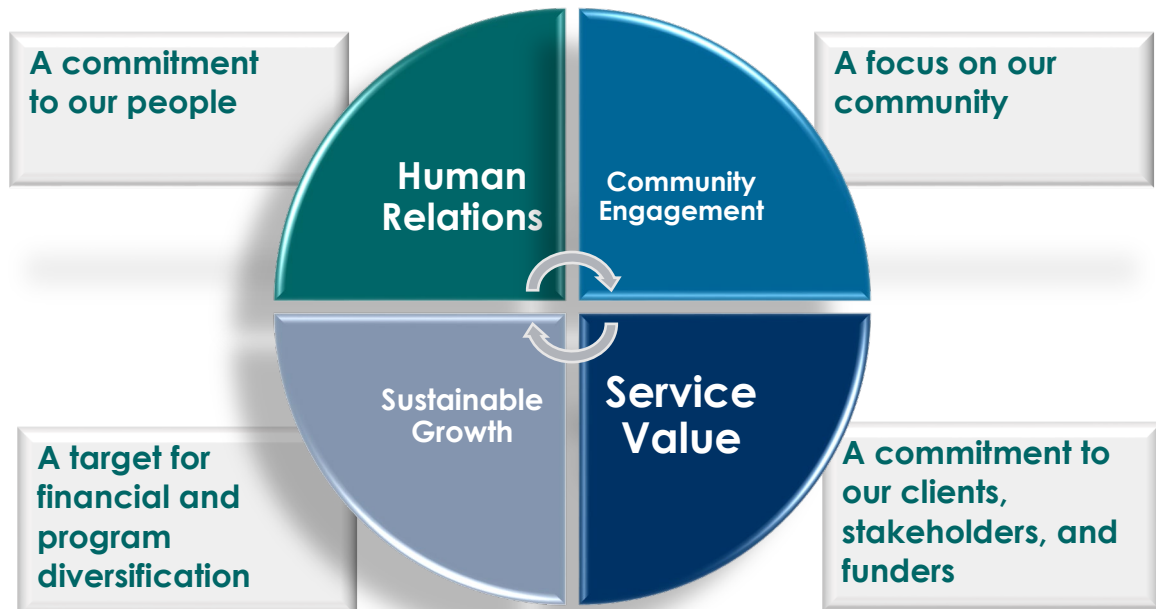 A commitment
to our people
Human
Relations
Community
Engagement
A focus on our
community
A target for
financial and
program
diversification
Sustainable
Growth
Service
Value
A commitment to
our clients,
stakeholders, and
funders